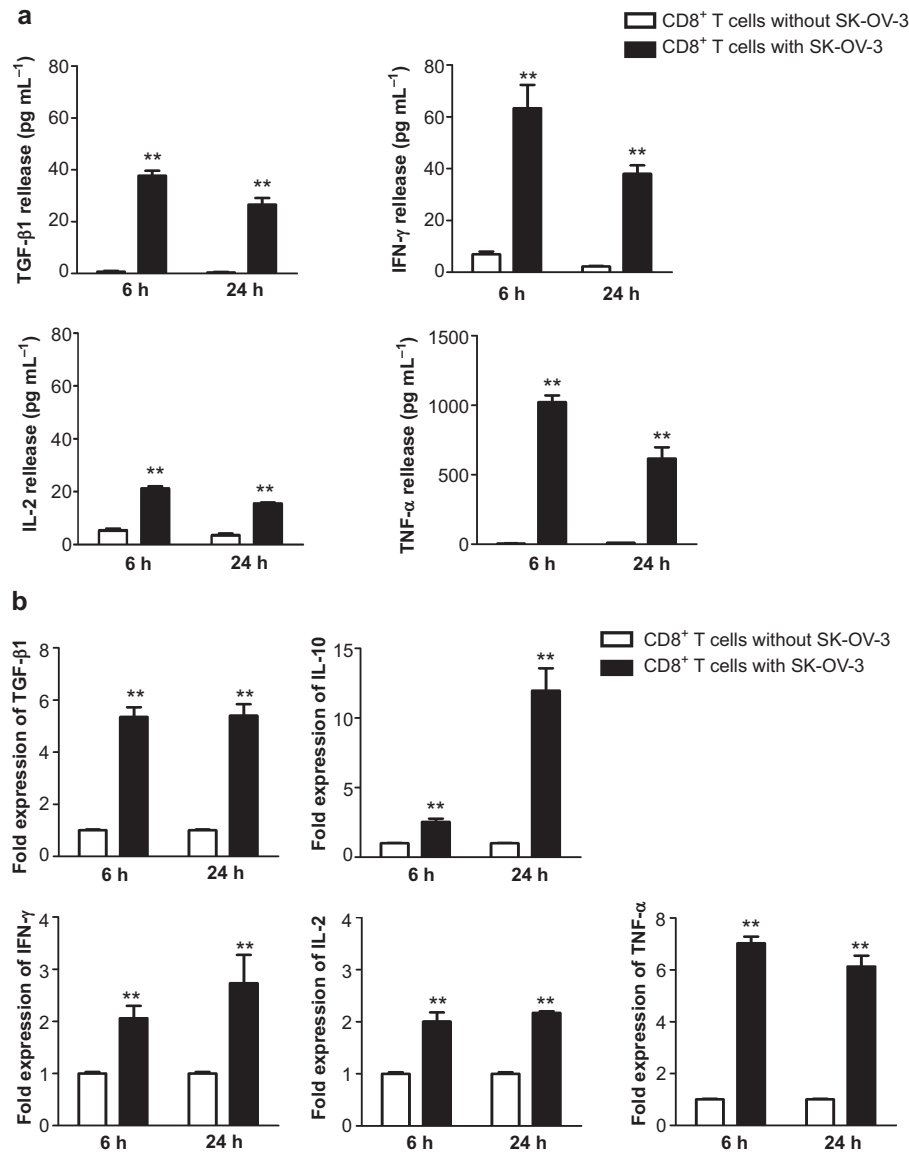 a
CD8⁺ T cells without SK-OV-3
CD8⁺ T cells with SK-OV-3
TGF-β1 rellease (pg mL⁻¹)
80
60
40
20
0
**
**
6 h
24 h
IFN-γ rellease (pg mL⁻¹)
80
60
40
20
0
**
**
6 h
24 h
IL-2 rellease (pg mL⁻¹)
80
60
40
20
0
**
**
6 h
24 h
TNF-α rellease (pg mL⁻¹)
1500
1000
500
0
**
**
6 h
24 h
b
CD8⁺ T cells without SK-OV-3
CD8⁺ T cells with SK-OV-3
Fold expression of TGF-β1
8
6
4
2
0
**
**
6 h
24 h
Fold expression of IL-10
15
10
5
0
**
**
6 h
24 h
Fold expression of IFN-γ
4
3
2
1
0
**
**
6 h
24 h
Fold expression of IL-2
4
3
2
1
0
**
**
6 h
24 h
Fold expression of TNF-α
8
6
4
2
0
**
**
6 h
24 h